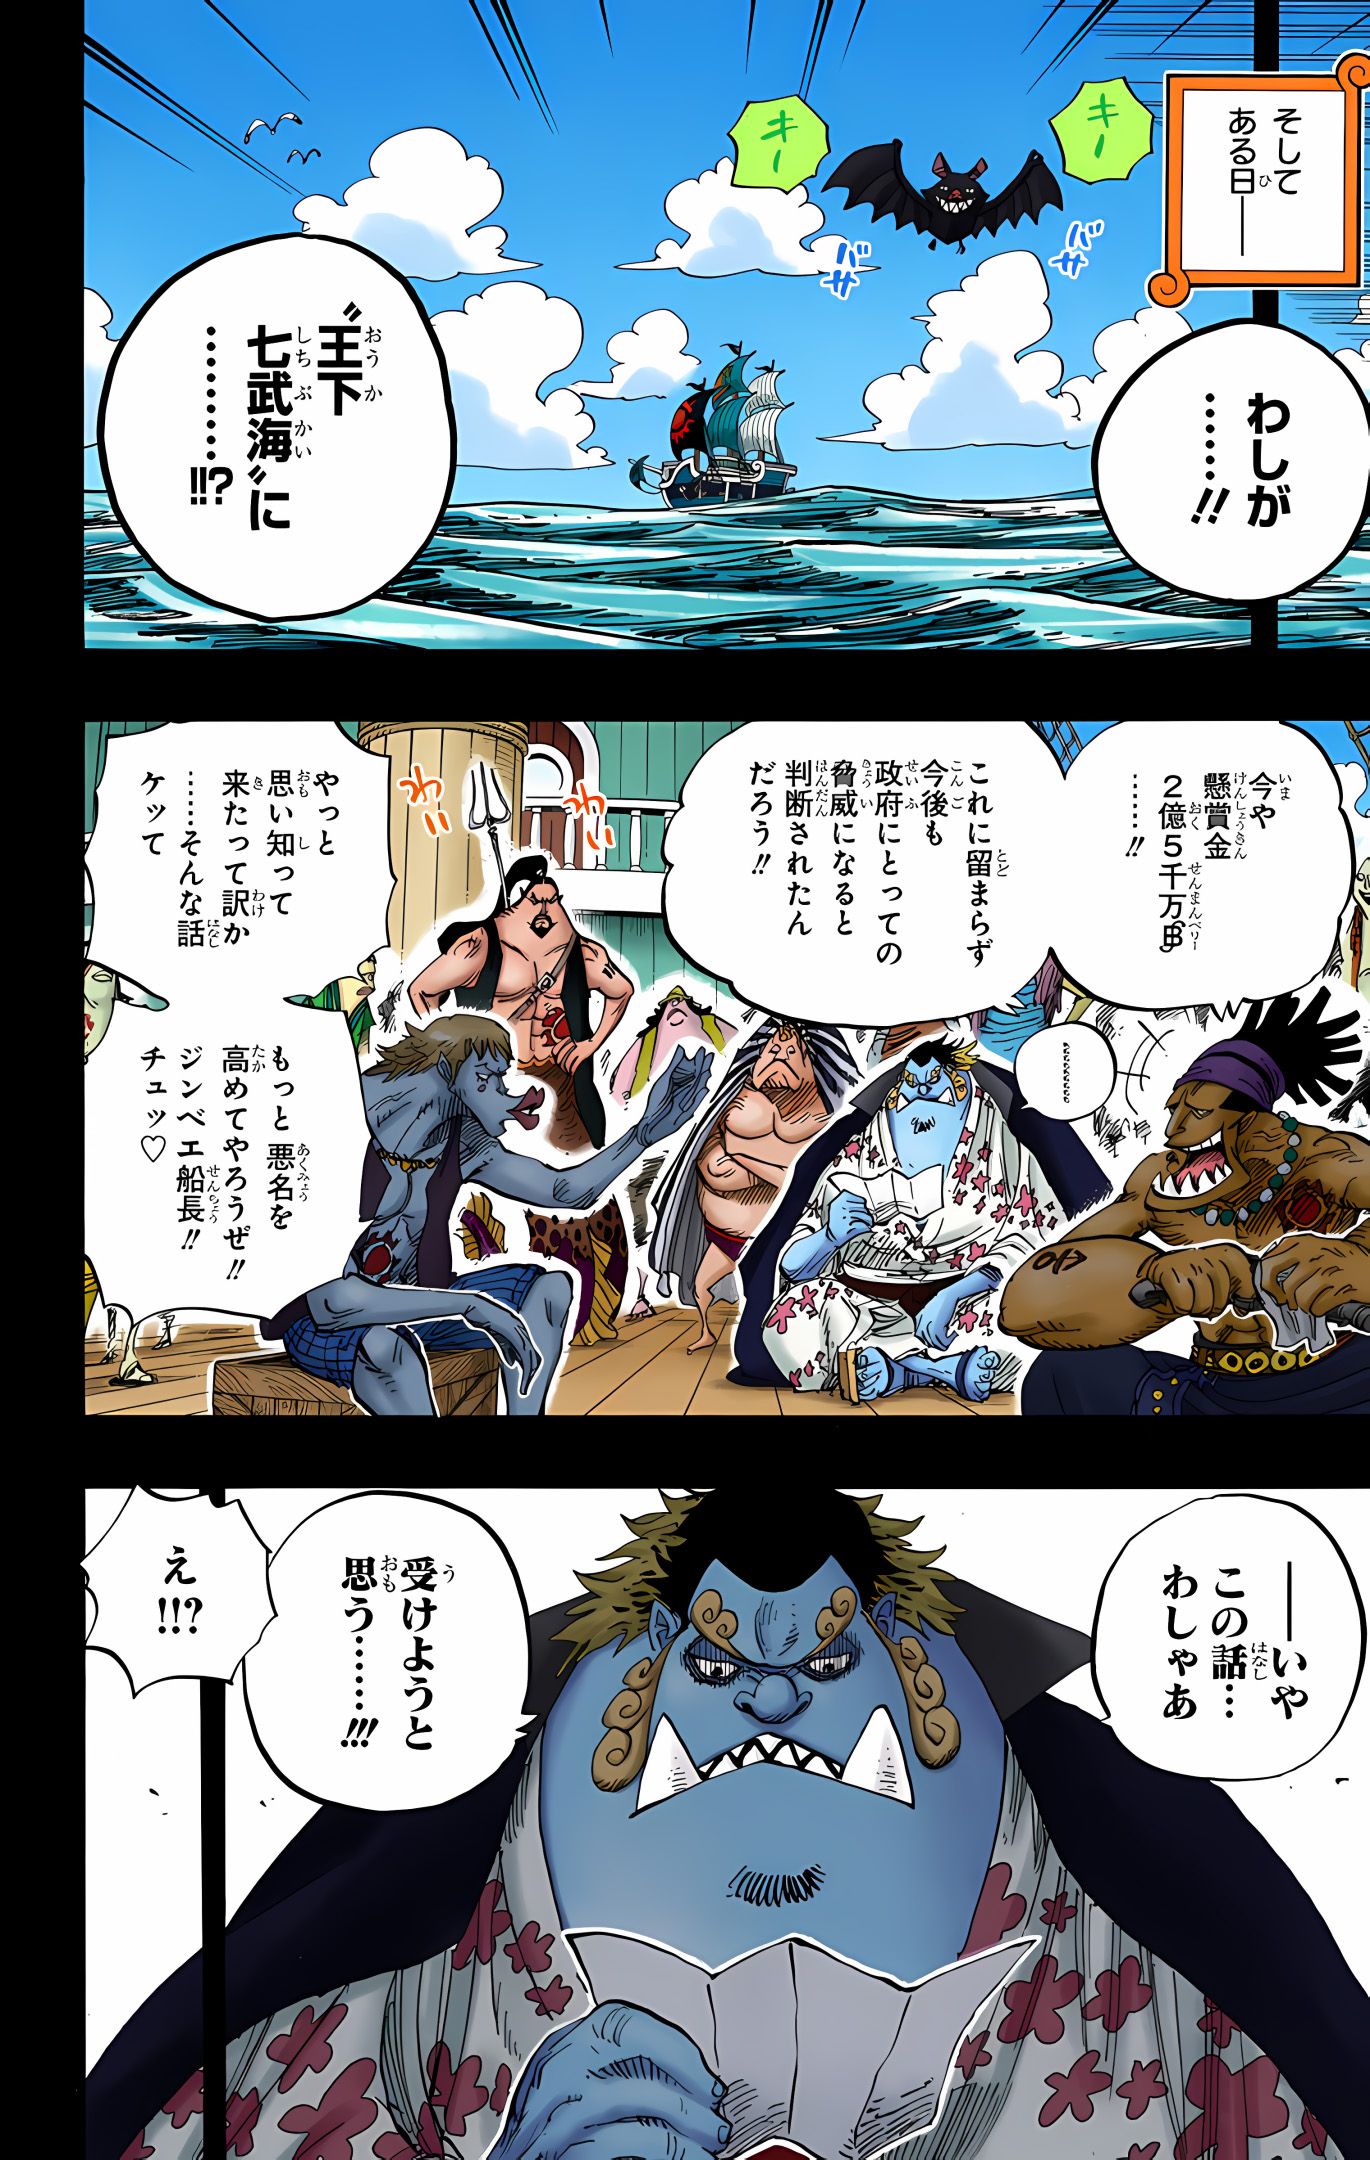 そして
ある日――
キー
キー
バサ
バサ
わしが
……!!
〝王下
七武海〟に
………!!?
今や
懸賞金
2億5千万฿
……!!
これに留まらず
今後も
政府にとっての
脅威になると
判断されたん
だろう!!
………
わい
わい
やっと
思い知って
来たって訳か
……そんな話
ケッて
もっと悪名を
高めてやろうぜ!!
ジンベエ船長!!
チュッ♡
――いや
この話…
わしゃあ
受けようと
思う……!!!
え
!!?